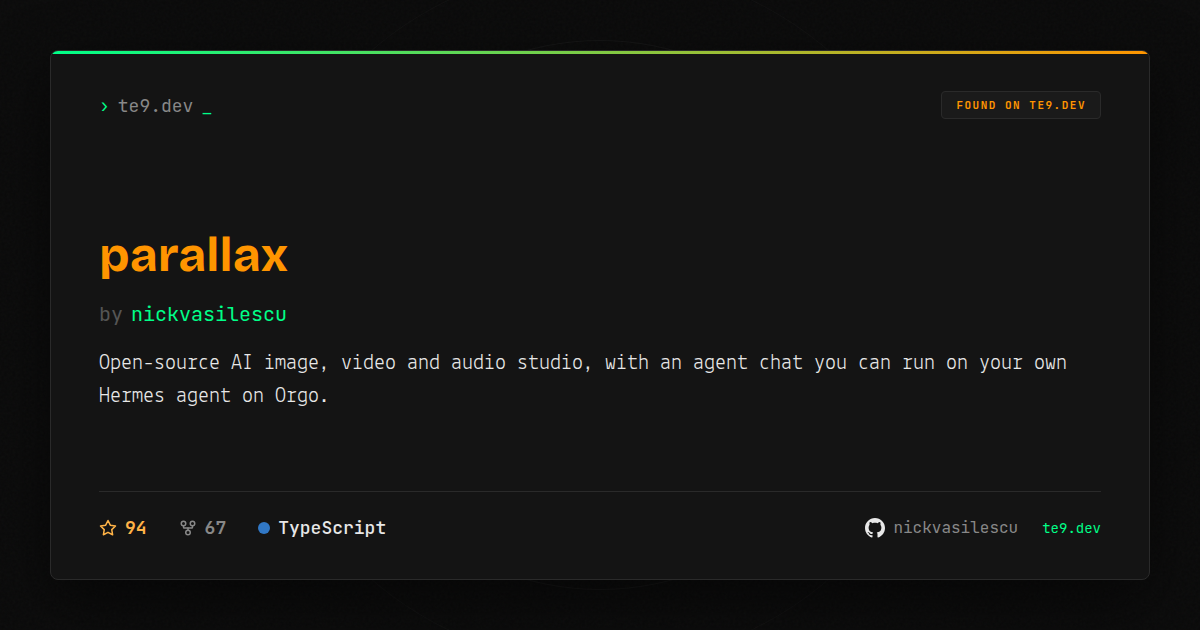 › te9.dev _
FOUND ON TE9.DEV
parallax
by nickvasilescu
Open-source AI image, video and audio studio, with an agent chat you can run on your own
Hermes agent on Orgo.
94 67 TypeScript
nickvasilescu te9.dev